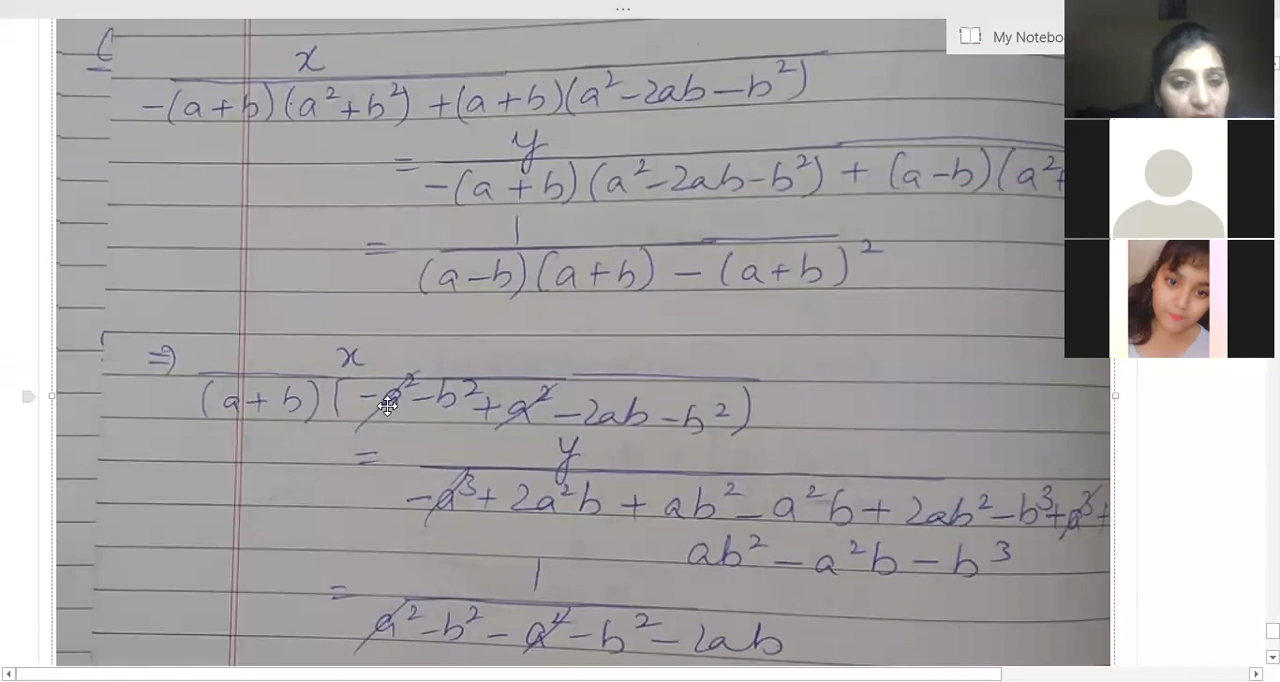 My Notebo
x
-(a+b)(a²+b²) +(a+b)(a²-2ab-b²)
= y
-(a+b)(a²-2ab-b²) + (a-b)(a²+
= 1
(a-b)(a+b) - (a+b)²
⇒ x
(a+b)(-a²-b²+a²-2ab-b²)
= y
-a³+2a²b+ab²-a²b+2ab²-b³+a³+
ab²-a²b-b³
= 1
a²-b²-a²-b²-2ab